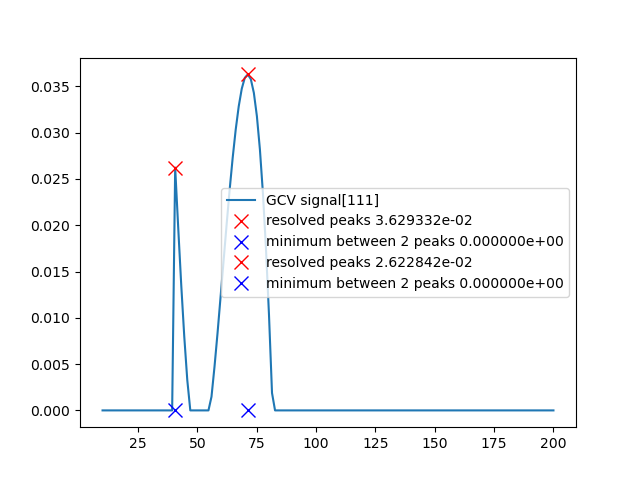 0.035
0.030
0.025
0.020
0.015
0.010
0.005
0.000
GCV signal[111]
resolved peaks 3.629332e-02
minimum between 2 peaks 0.000000e+00
resolved peaks 2.622842e-02
minimum between 2 peaks 0.000000e+00
25 50 75 100 125 150 175 200